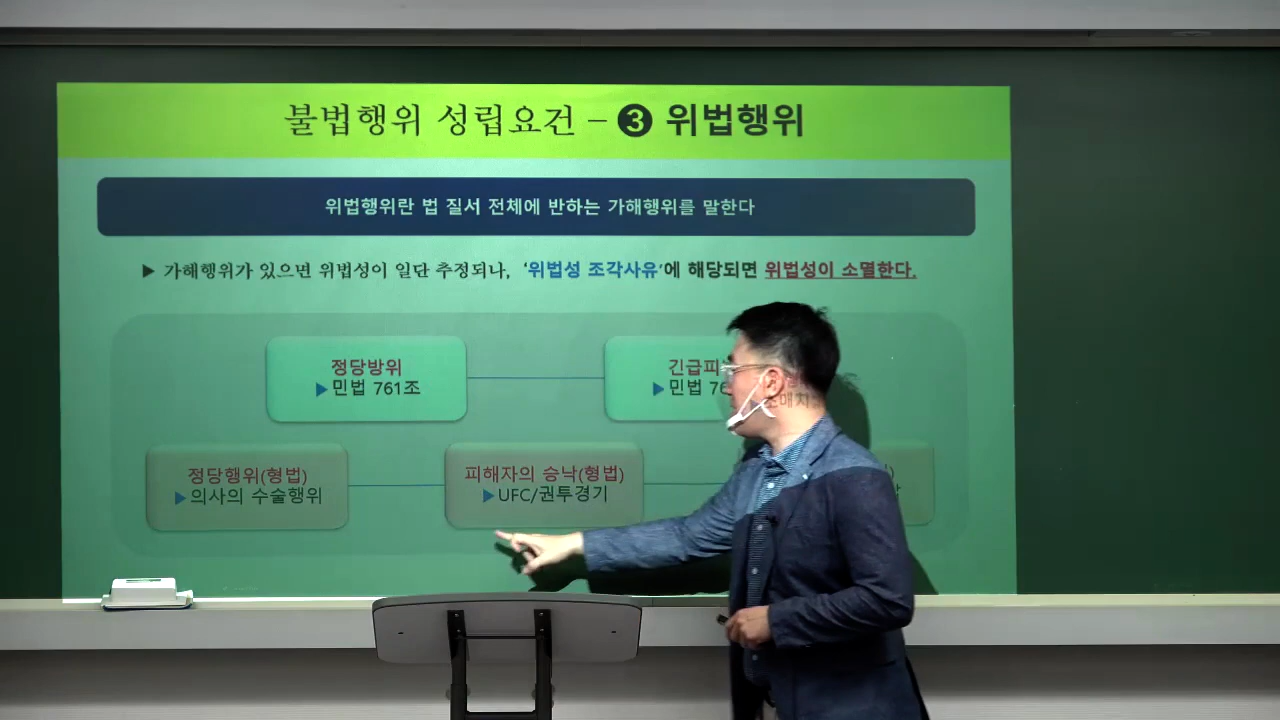 불법행위 성립요건 – ❸ 위법행위
위법행위란 법 질서 전체에 반하는 가해행위를 말한다
▶ 가해행위가 있으면 위법성이 일단 추정되나, ‘위법성 조각사유’에 해당되면 위법성이 소멸한다.
정당방위
▶민법 761조
긴급피
▶민법 76
정당행위(형법)
▶의사의 수술행위
피해자의 승낙(형법)
▶UFC/권투경기